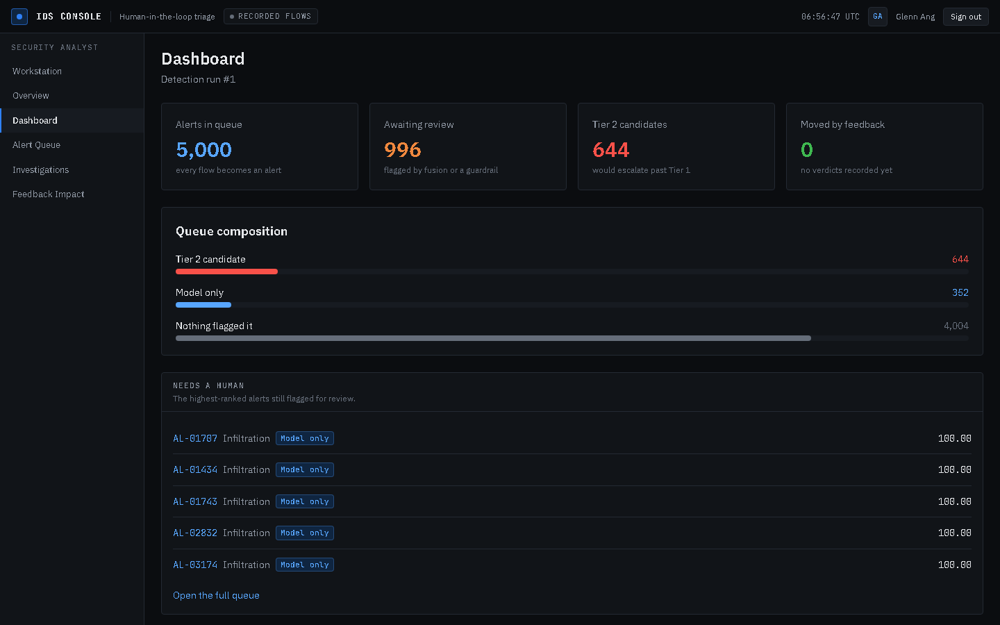 IDS CONSOLE Human-in-the-loop triage RECORDED FLOWS 06:56:47 UTC GA Glenn Ang Sign out
SECURITY ANALYST
Workstation
Overview
Dashboard
Alert Queue
Investigations
Feedback Impact
Dashboard
Detection run #1
Alerts in queue
5,000
every flow becomes an alert
Awaiting review
996
flagged by fusion or a guardrail
Tier 2 candidates
644
would escalate past Tier 1
Moved by feedback
0
no verdicts recorded yet
Queue composition
Tier 2 candidate 644
Model only 352
Nothing flagged it 4,004
NEEDS A HUMAN
The highest-ranked alerts still flagged for review.
AL-01707 Infiltration Model only 100.00
AL-01434 Infiltration Model only 100.00
AL-01743 Infiltration Model only 100.00
AL-02832 Infiltration Model only 100.00
AL-03174 Infiltration Model only 100.00
Open the full queue